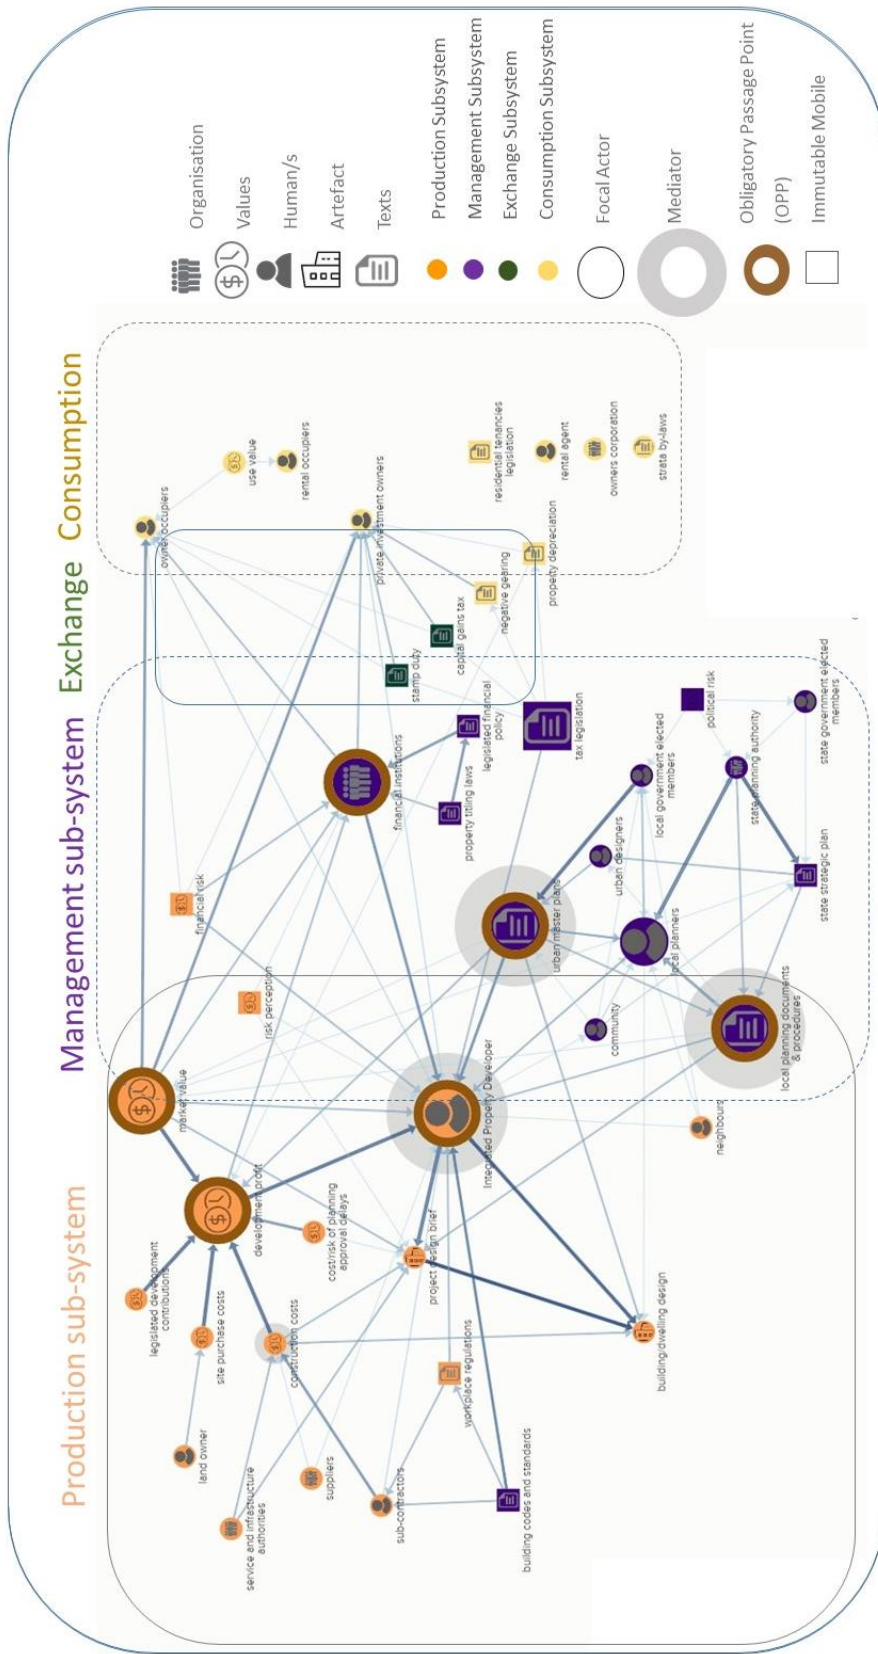 Production sub-system
Management sub-system
Exchange
Consumption
market value
financial risk
owner occupiers
legislated development
contributions
development profit
risk perception
use value
rental occupiers
land owner
site purchase costs
cost/risk of planning
approval delays
financial institutions
stamp duty
private investment owners
service and infrastructure
authorities
construction costs
suppliers
project design brief
Integrated Property Developer
property titling laws
legislated financial
policy
capital gains tax
negative gearing
property depreciation
residential tenancies
legislation
sub-contractors
workplace regulations
building codes and standards
urban master plans
tax legislation
rental agent
owners corporation
strata by-laws
building/dwelling design
community
urban designers
local planners
local government elected
members
political risk
neighbours
local planning documents
& procedures
state planning authority
state strategic plan
state government elected
members
Organisation
Values
Human/s
Artefact
Texts
Production Subsystem
Management Subsystem
Exchange Subsystem
Consumption Subsystem
Focal Actor
Mediator
Obligatory Passage Point
(OPP)
Immutable Mobile